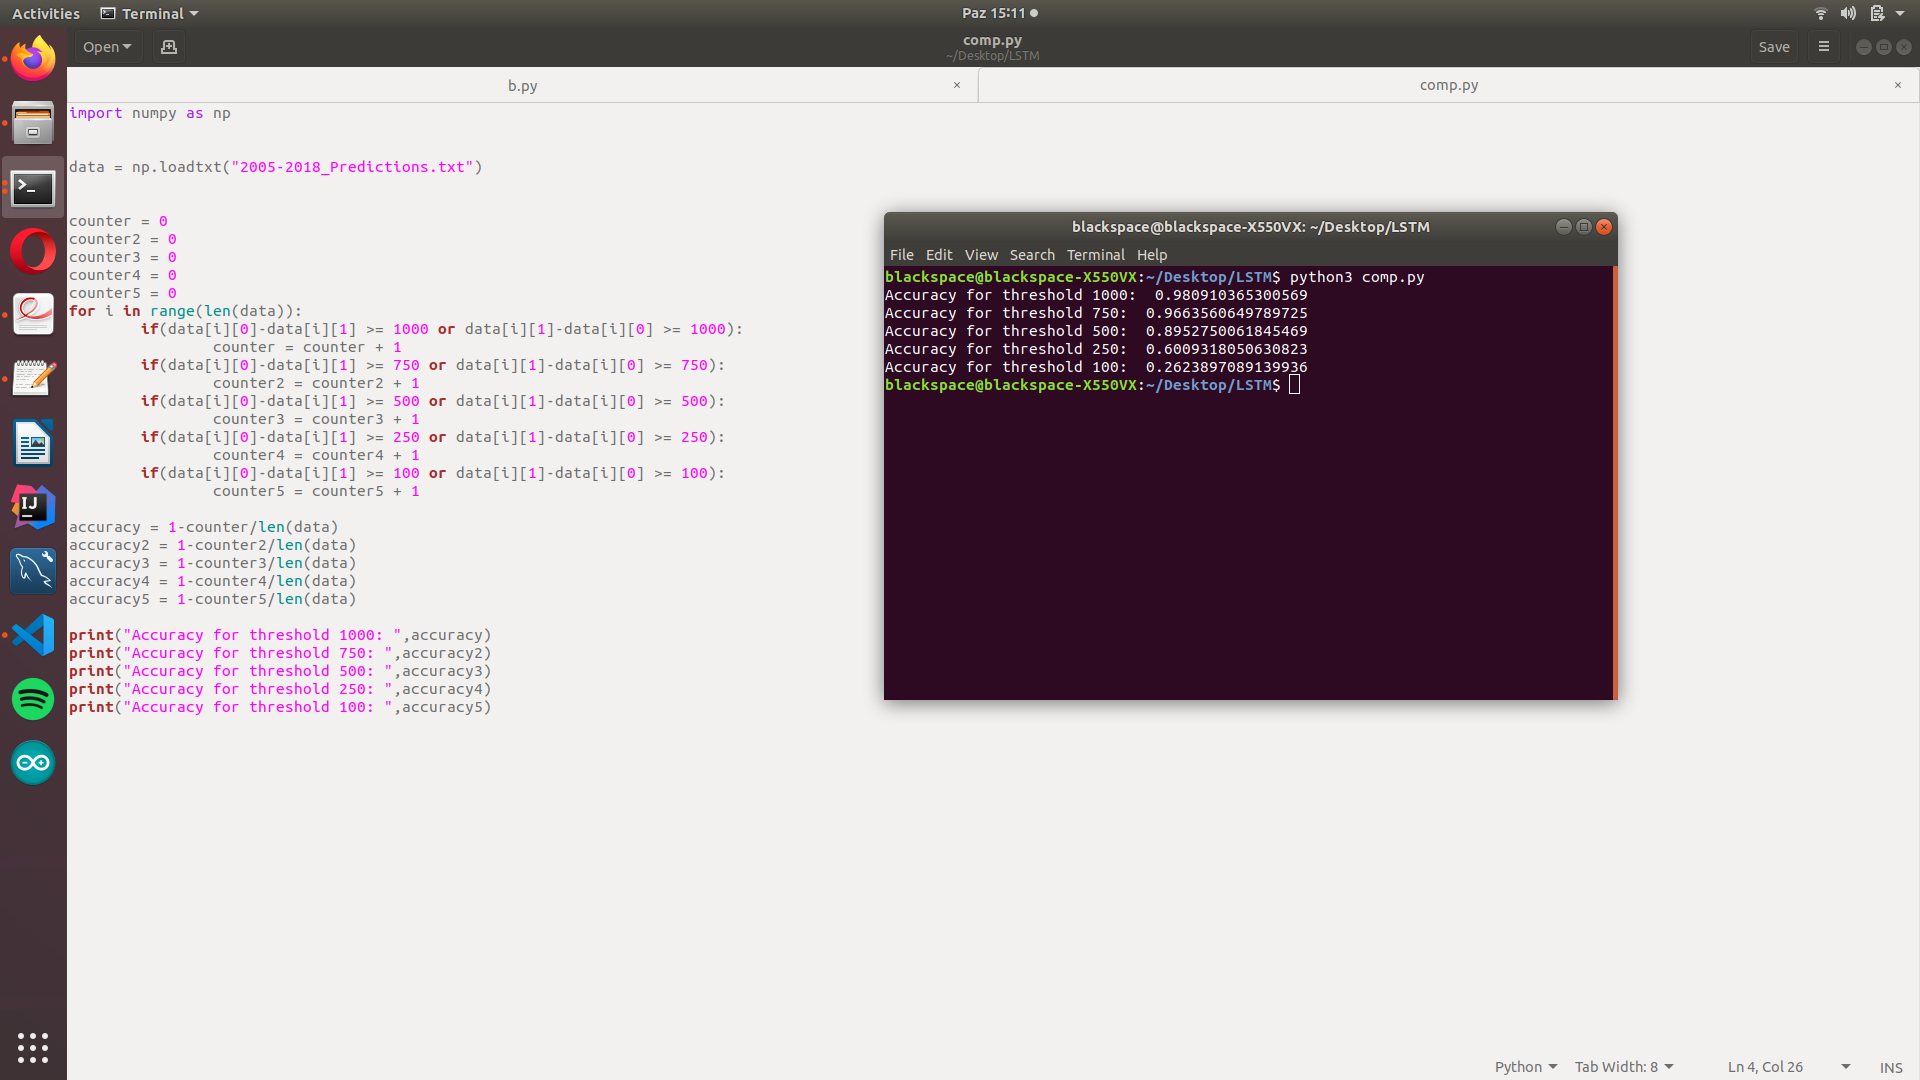 Activities Terminal Paz 15:11
Open comp.py Save
~/Desktop/LSTM
b.py × comp.py ×
import numpy as np
data = np.loadtxt("2005-2018_Predictions.txt")
counter = 0
counter2 = 0
counter3 = 0
counter4 = 0
counter5 = 0
for i in range(len(data)):
if(data[i][0]-data[i][1] >= 1000 or data[i][1]-data[i][0] >= 1000):
counter = counter + 1
if(data[i][0]-data[i][1] >= 750 or data[i][1]-data[i][0] >= 750):
counter2 = counter2 + 1
if(data[i][0]-data[i][1] >= 500 or data[i][1]-data[i][0] >= 500):
counter3 = counter3 + 1
if(data[i][0]-data[i][1] >= 250 or data[i][1]-data[i][0] >= 250):
counter4 = counter4 + 1
if(data[i][0]-data[i][1] >= 100 or data[i][1]-data[i][0] >= 100):
counter5 = counter5 + 1
accuracy = 1-counter/len(data)
accuracy2 = 1-counter2/len(data)
accuracy3 = 1-counter3/len(data)
accuracy4 = 1-counter4/len(data)
accuracy5 = 1-counter5/len(data)
print("Accuracy for threshold 1000: ",accuracy)
print("Accuracy for threshold 750: ",accuracy2)
print("Accuracy for threshold 500: ",accuracy3)
print("Accuracy for threshold 250: ",accuracy4)
print("Accuracy for threshold 100: ",accuracy5)
blackspace@blackspace-X550VX: ~/Desktop/LSTM
File Edit View Search Terminal Help
blackspace@blackspace-X550VX:~/Desktop/LSTM$ python3 comp.py
Accuracy for threshold 1000:  0.980910365300569
Accuracy for threshold 750:  0.9663560649789725
Accuracy for threshold 500:  0.8952750061845469
Accuracy for threshold 250:  0.6009318050630823
Accuracy for threshold 100:  0.2623897089139936
blackspace@blackspace-X550VX:~/Desktop/LSTM$
IJ
Python Tab Width: 8 Ln 4, Col 26 INS